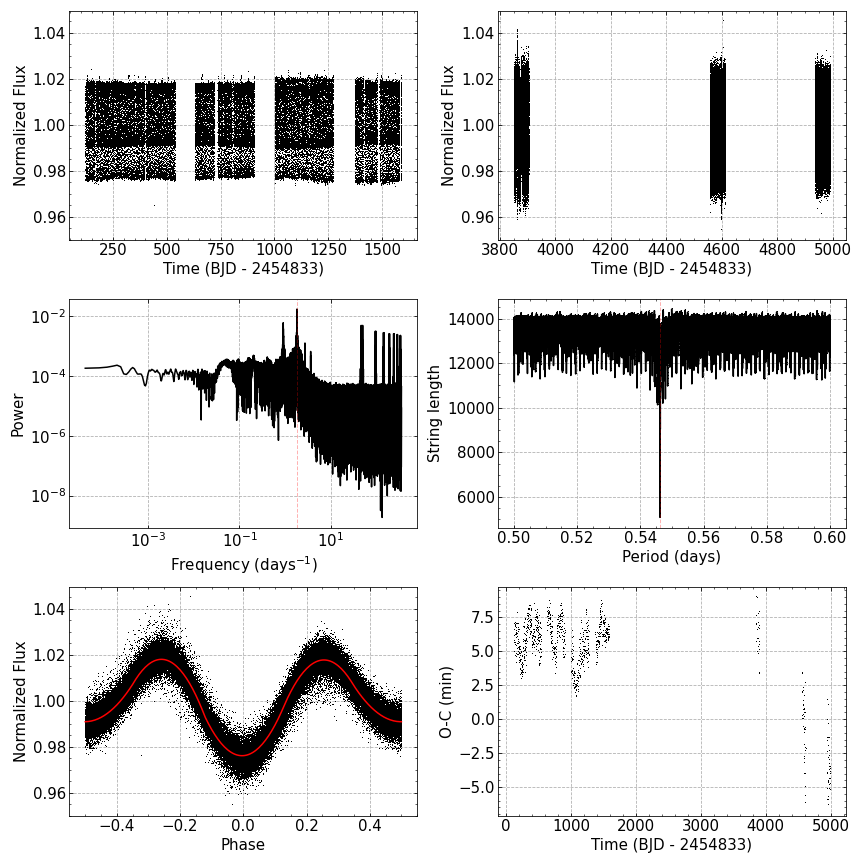 1.04
1.02
1.00
0.98
0.96
Normalized Flux
250 500 750 1000 1250 1500
Time (BJD - 2454833)
1.04
1.02
1.00
0.98
0.96
Normalized Flux
3800 4000 4200 4400 4600 4800 5000
Time (BJD - 2454833)
10⁻²
10⁻⁴
10⁻⁶
10⁻⁸
Power
10⁻³ 10⁻¹ 10¹
Frequency (days⁻¹)
14000
12000
10000
8000
6000
String length
0.50 0.52 0.54 0.56 0.58 0.60
Period (days)
1.04
1.02
1.00
0.98
0.96
Normalized Flux
−0.4 −0.2 0.0 0.2 0.4
Phase
7.5
5.0
2.5
0.0
−2.5
−5.0
O-C (min)
0 1000 2000 3000 4000 5000
Time (BJD - 2454833)